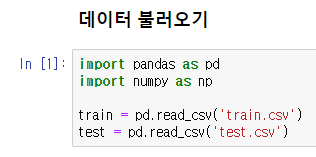 데이터 불러오기
In [1]: import pandas as pd
import numpy as np
train = pd.read_csv('train.csv')
test = pd.read_csv('test.csv')